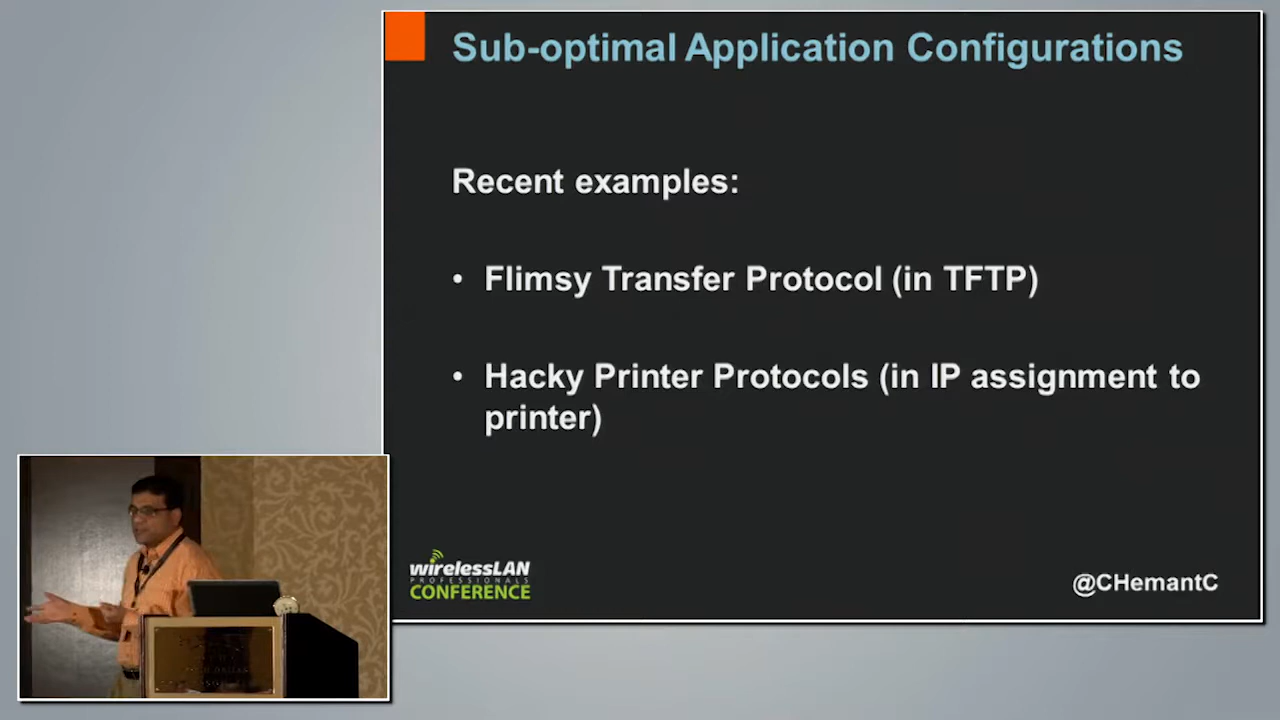 Sub-optimal Application Configurations
Recent examples:
• Flimsy Transfer Protocol (in TFTP)
• Hacky Printer Protocols (in IP assignment to
printer)
wirelessLAN
PROFESSIONALS
CONFERENCE
@CHemantC